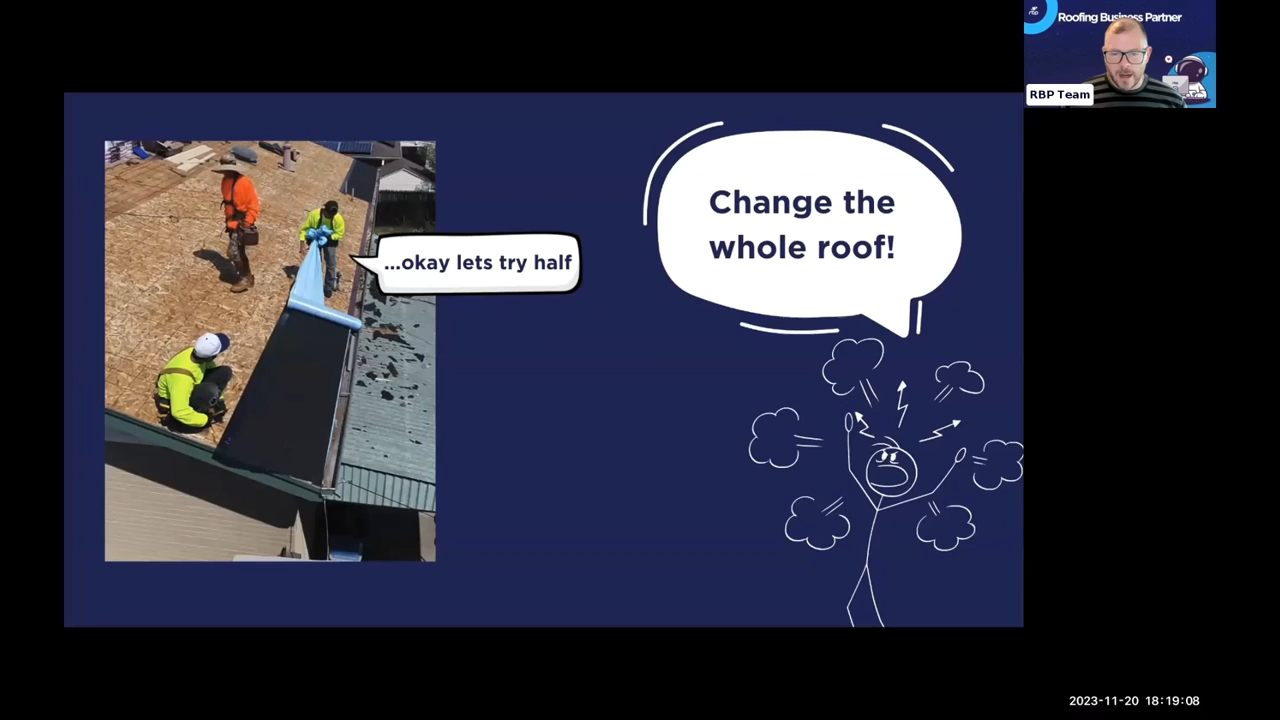 Roofing Business Partner
RBP Team
Change the
whole roof!
...okay lets try half
2023-11-20 18:19:08